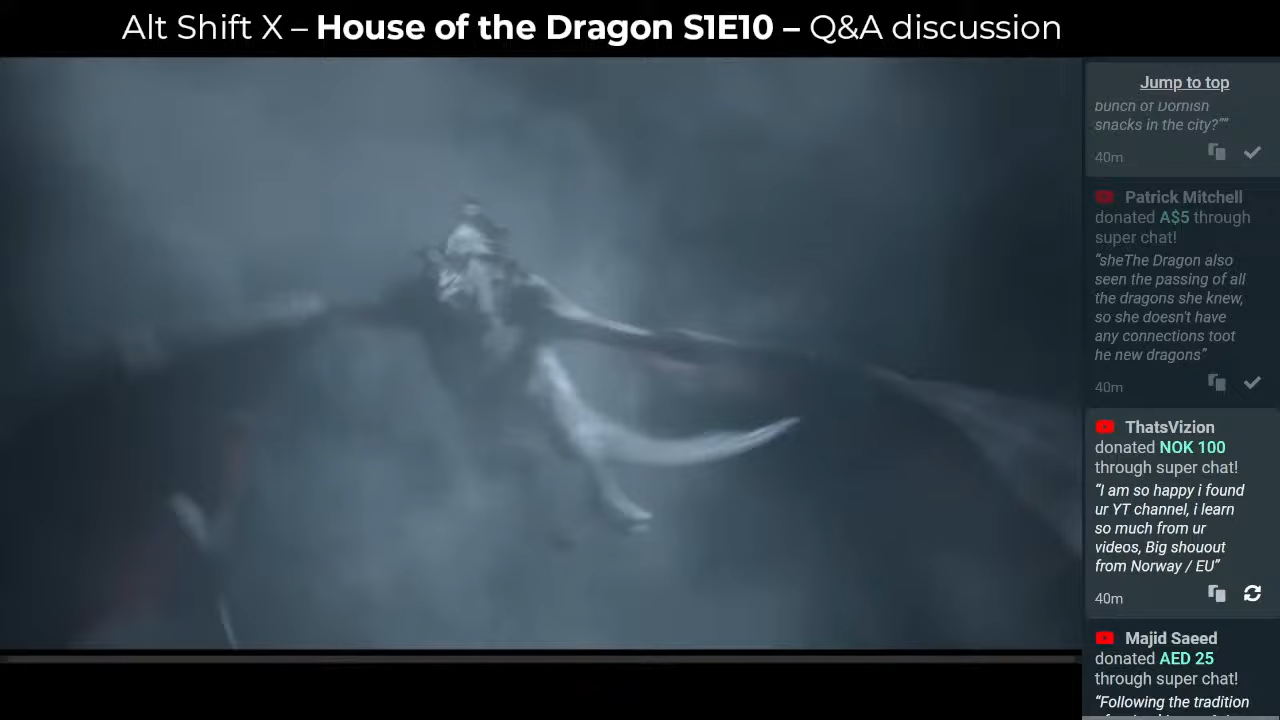 Alt Shift X – House of the Dragon S1E10 – Q&A discussion
Jump to top
bunch of Dornish
snacks in the city?””
40m
Patrick Mitchell
donated A$5 through
super chat!
“sheThe Dragon also
seen the passing of all
the dragons she knew,
so she doesn't have
any connections toot
he new dragons”
40m
ThatsVizion
donated NOK 100
through super chat!
“I am so happy i found
ur YT channel, i learn
so much from ur
videos, Big shouout
from Norway / EU”
40m
Majid Saeed
donated AED 25
through super chat!
“Following the tradition